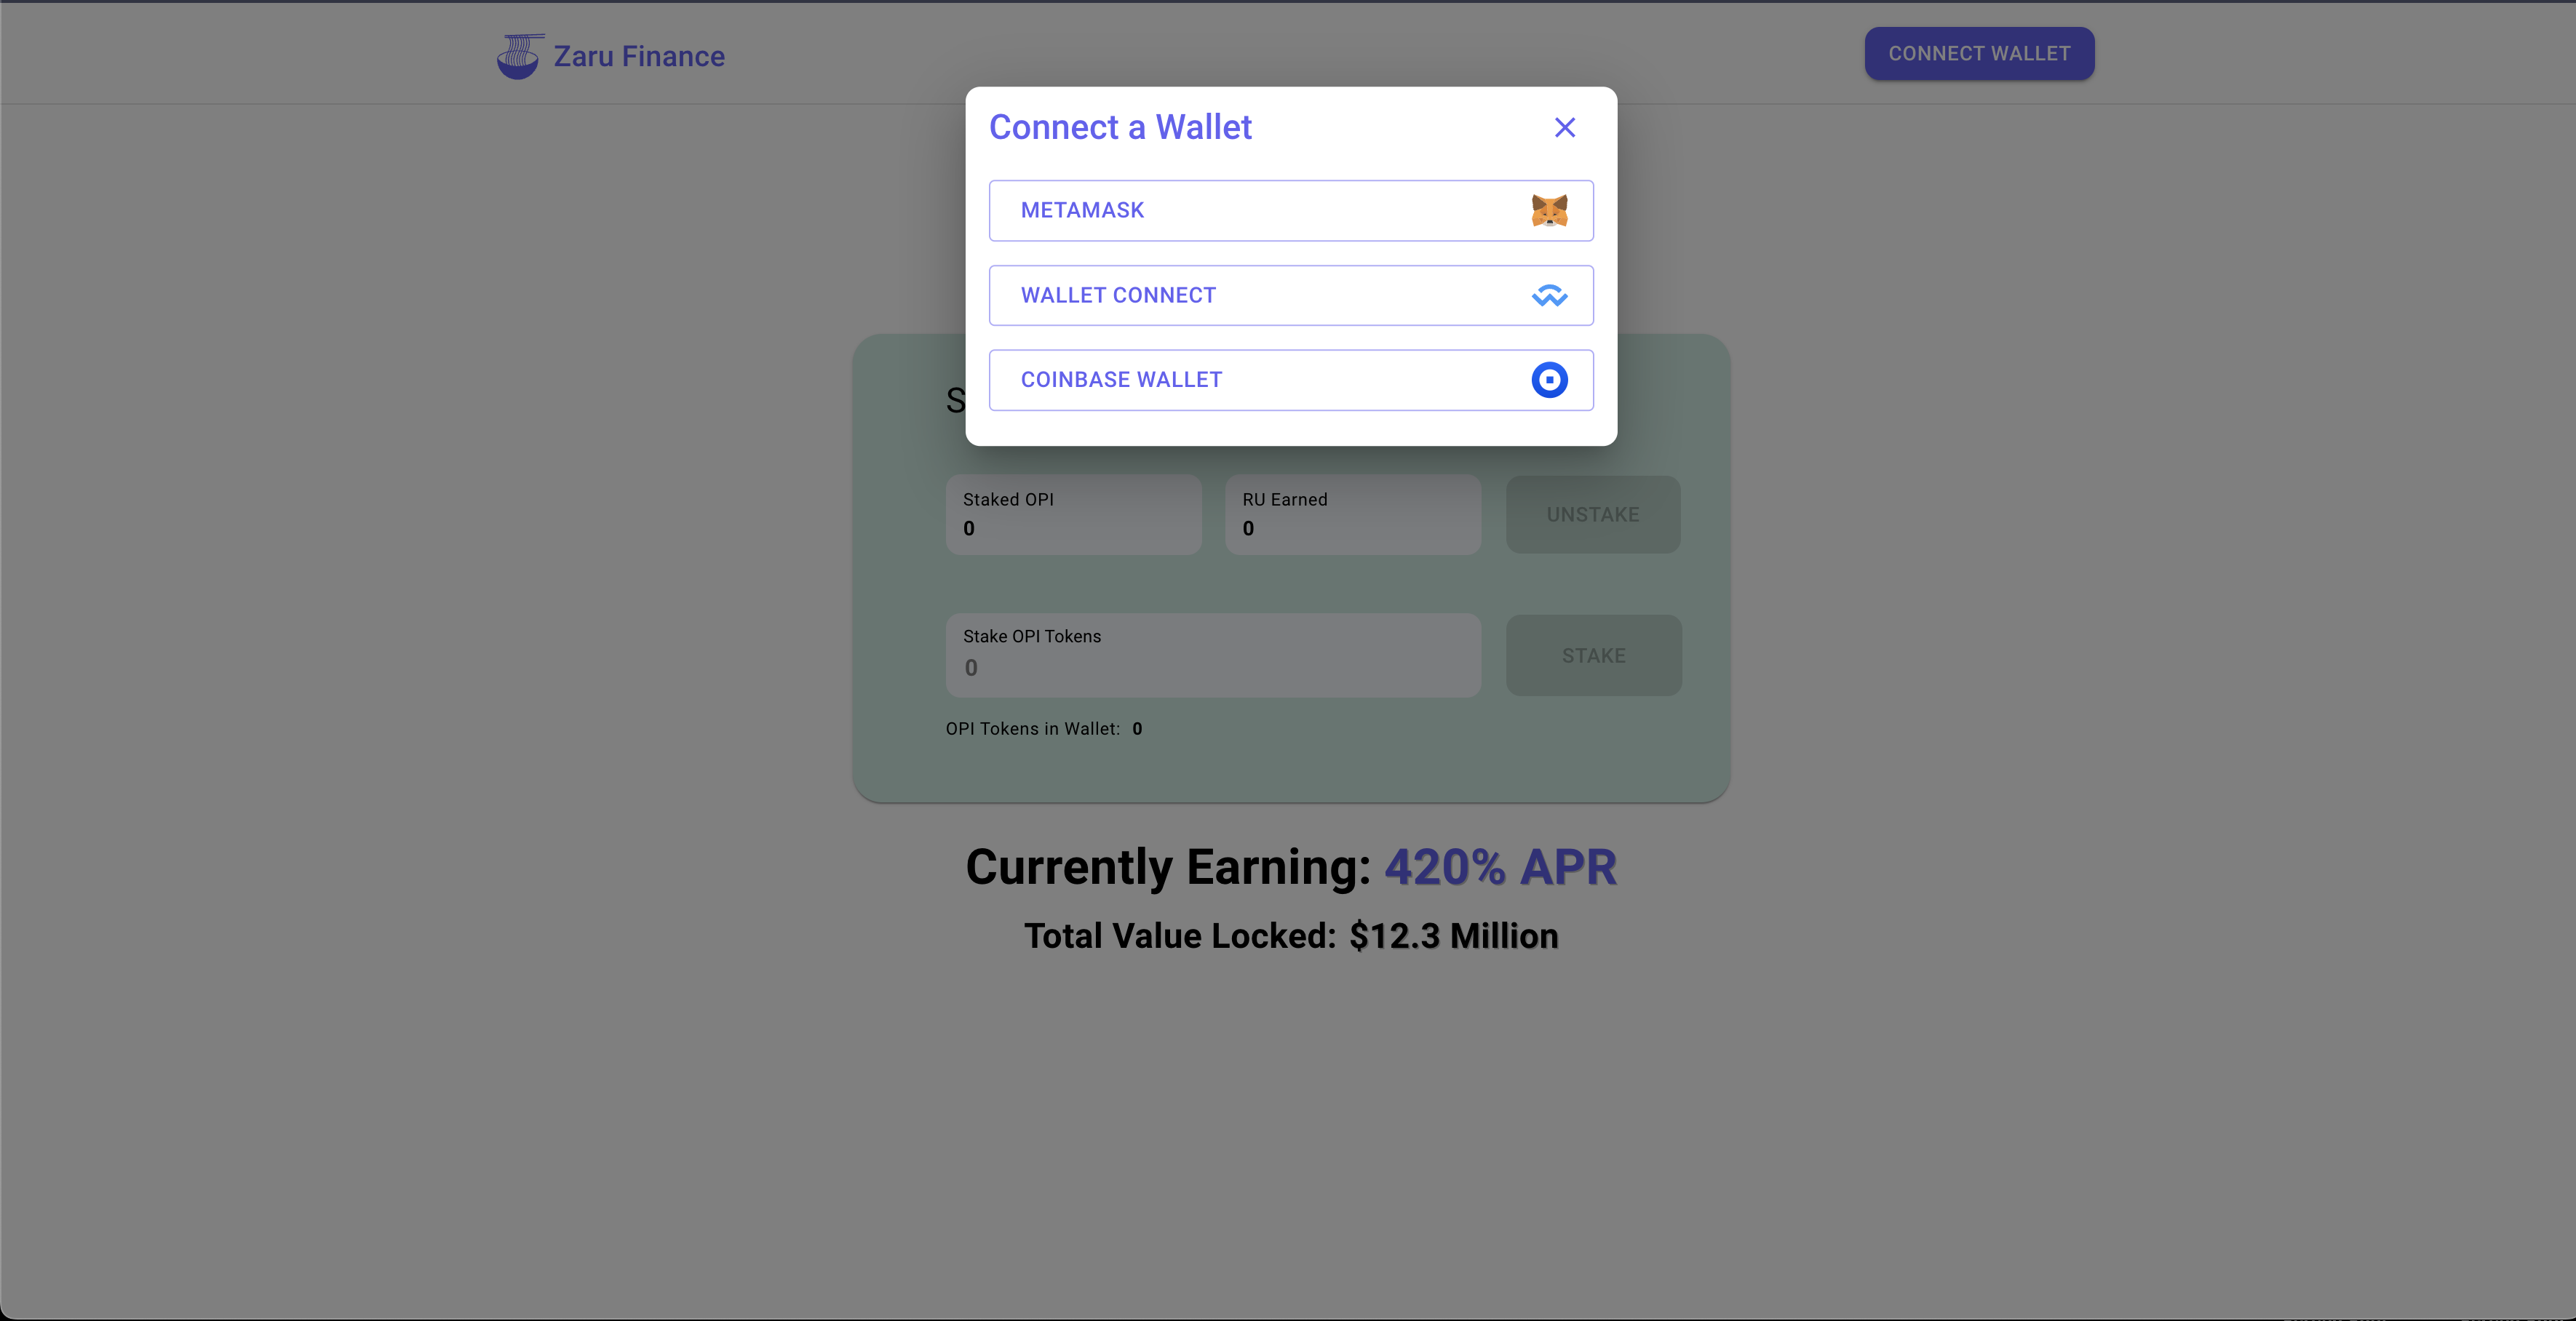 Zaru Finance
CONNECT WALLET
Connect a Wallet
METAMASK
WALLET CONNECT
COINBASE WALLET
Staked OPI
0
RU Earned
0
UNSTAKE
Stake OPI Tokens
0
STAKE
OPI Tokens in Wallet: 0
Currently Earning: 420% APR
Total Value Locked: $12.3 Million